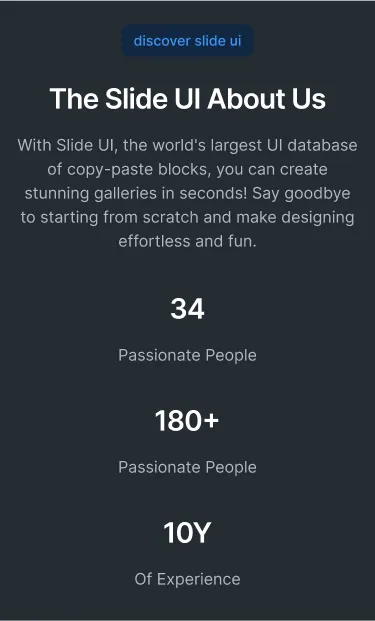 discover slide ui
The Slide UI About Us
With Slide UI, the world's largest UI database
of copy-paste blocks, you can create
stunning galleries in seconds! Say goodbye
to starting from scratch and make designing
effortless and fun.
34
Passionate People
180+
Passionate People
10Y
Of Experience